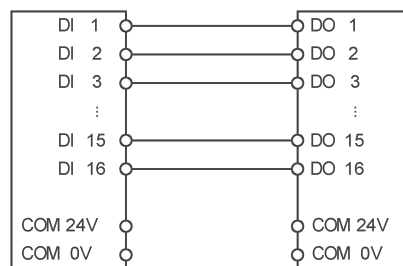 DI 1 DO 1
DI 2 DO 2
DI 3 DO 3
... ...
DI 15 DO 15
DI 16 DO 16
COM 24V COM 24V
COM 0V COM 0V